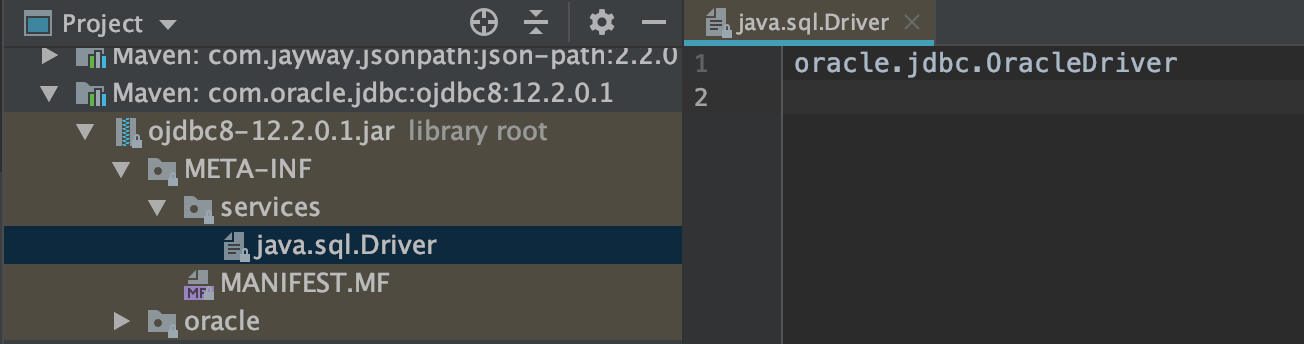 Project
java.sql.Driver
Maven: com.jayway.jsonpath:json-path:2.2.0
Maven: com.oracle.jdbc:ojdbc8:12.2.0.1
ojdbc8-12.2.0.1.jar library root
META-INF
services
java.sql.Driver
MF MANIFEST.MF
oracle
1 oracle.jdbc.OracleDriver
2